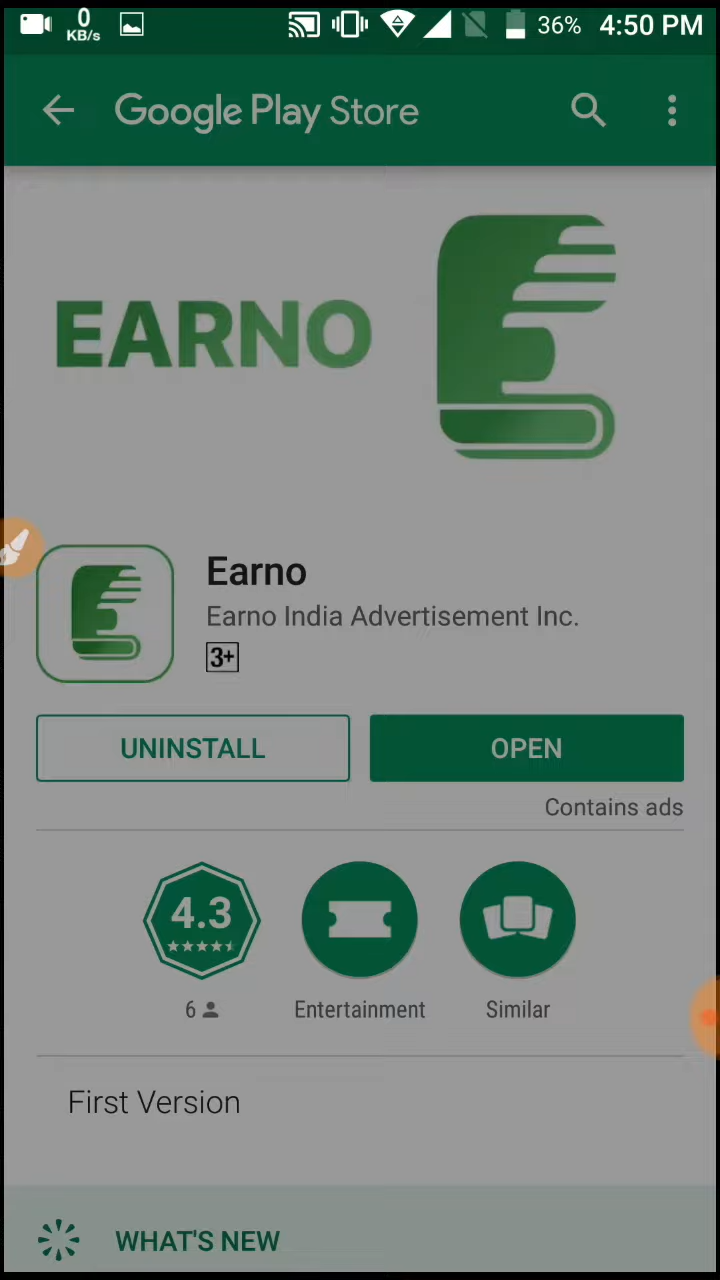 0
KB/s
36%
4:50 PM
Google Play Store
EARNO
E
E
Earno
Earno India Advertisement Inc.
3+
UNINSTALL
OPEN
Contains ads
4.3
6
Entertainment
Similar
First Version
WHAT'S NEW